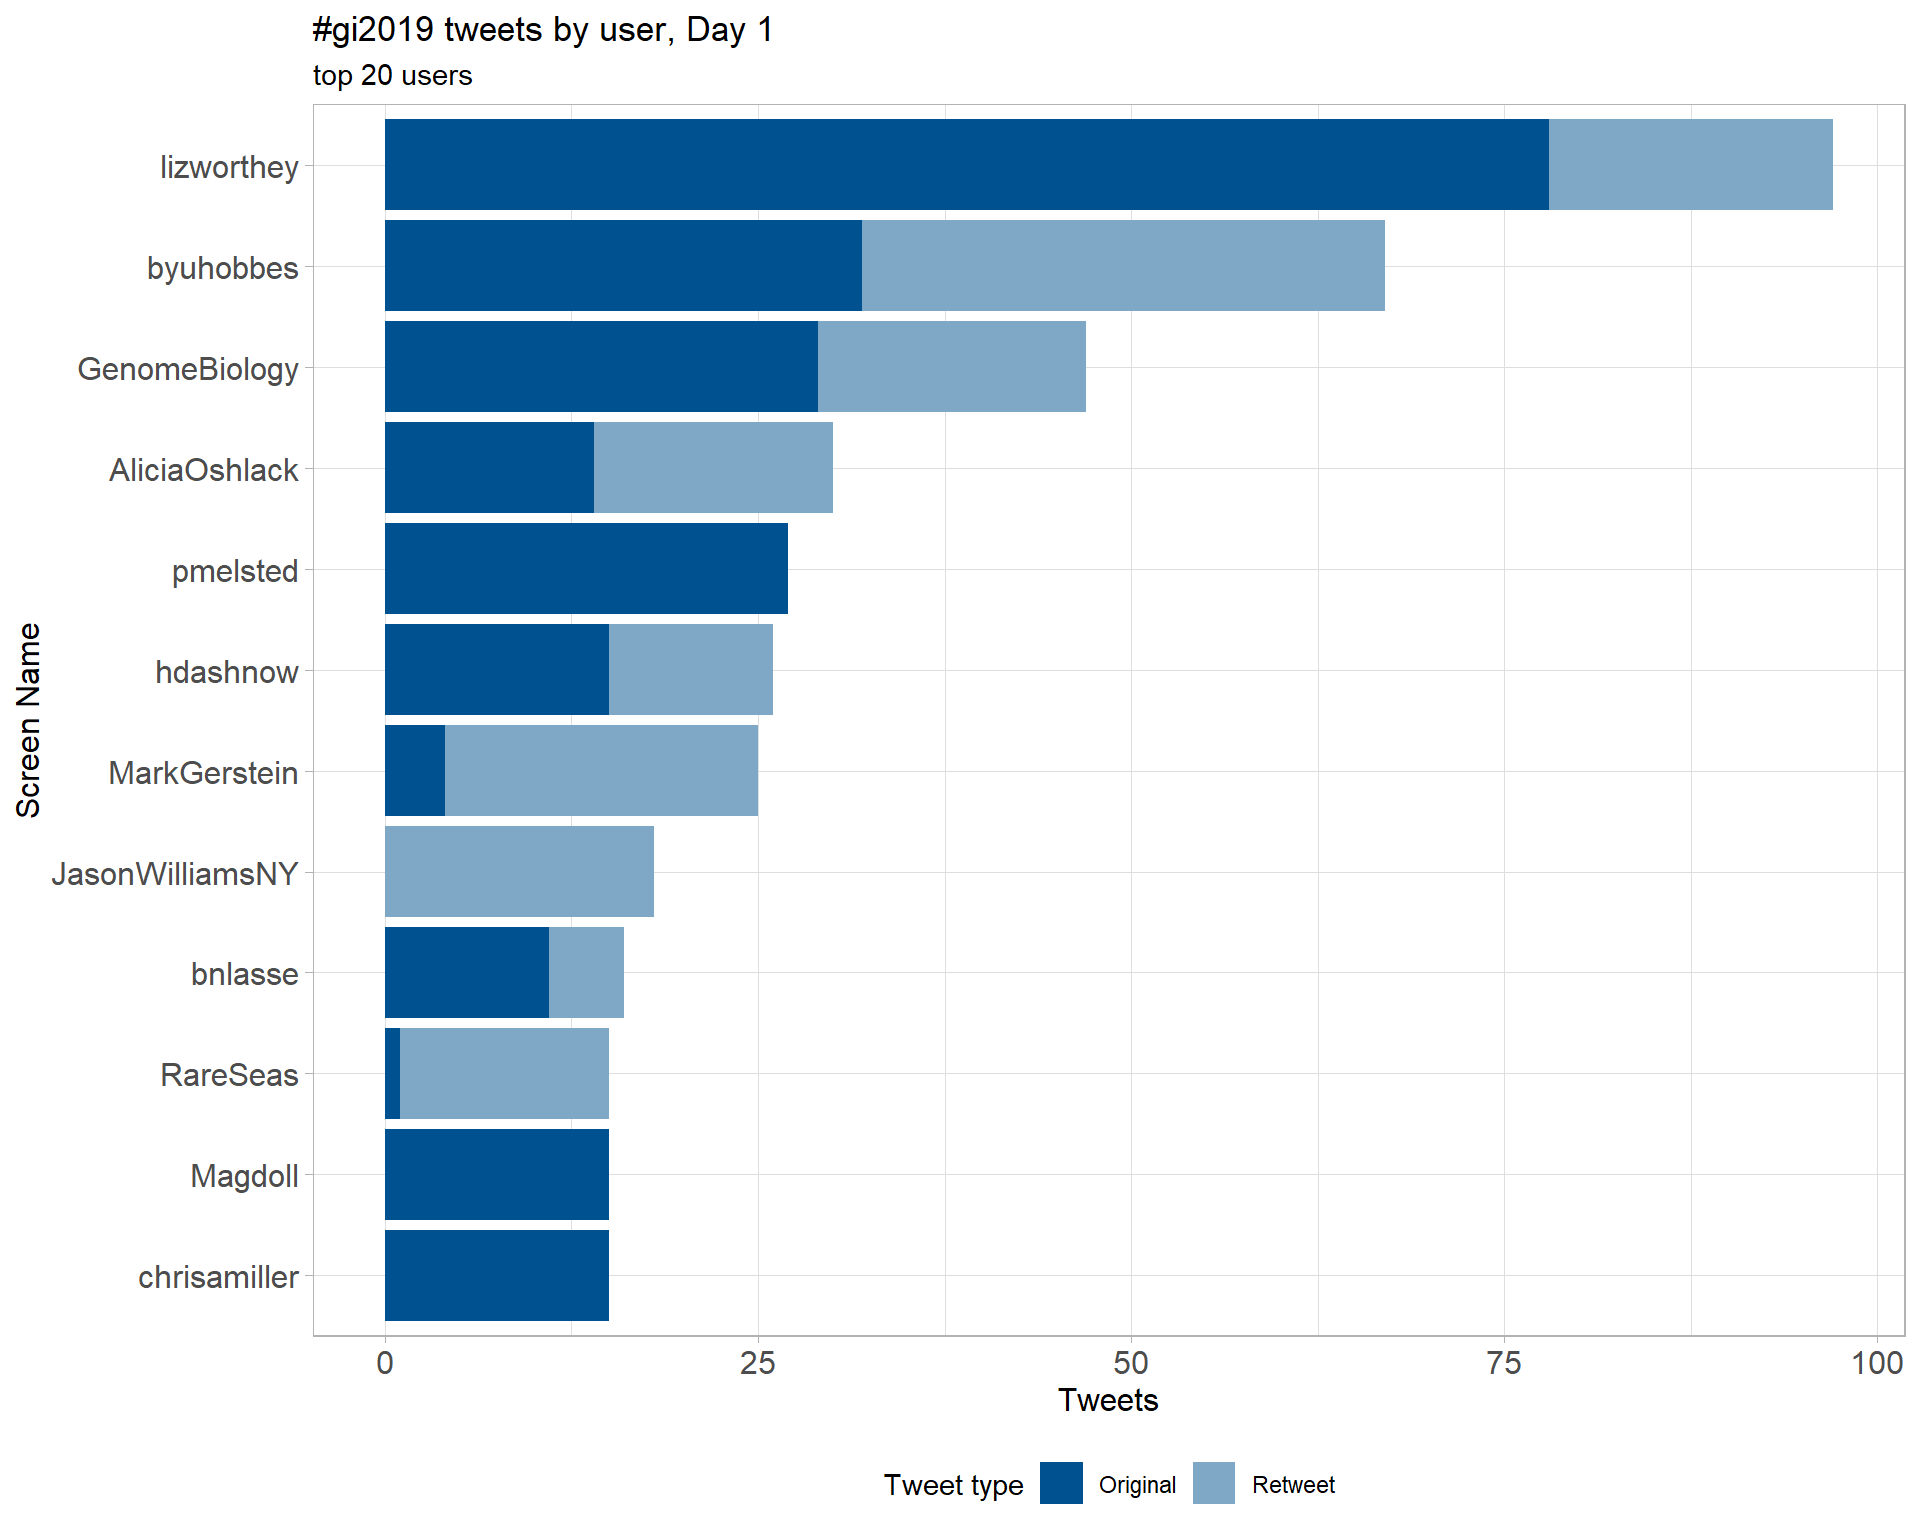 #gi2019 tweets by user, Day 1
top 20 users
Screen Name
lizworthey
byuhobbes
GenomeBiology
AliciaOshlack
pmelsted
hdashnow
MarkGerstein
JasonWilliamsNY
bnlasse
RareSeas
Magdoll
chrisamiller
0 25 50 75 100
Tweets
Tweet type Original Retweet